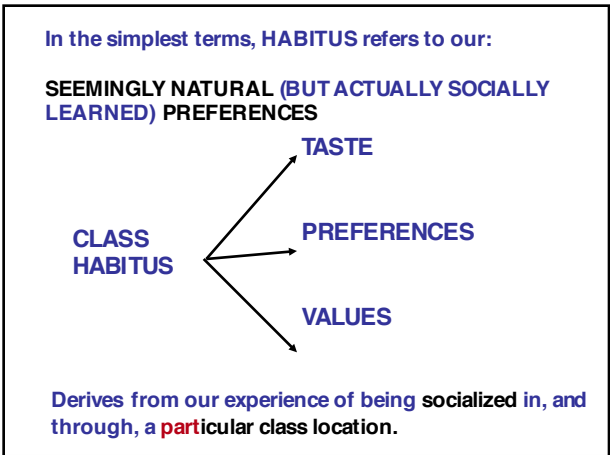 In the simplest terms, HABITUS refers to our:
SEEMINGLY NATURAL (BUT ACTUALLY SOCIALLY
LEARNED) PREFERENCES
TASTE
CLASS
HABITUS
PREFERENCES
VALUES
Derives from our experience of being socialized in, and
through, a particular class location.